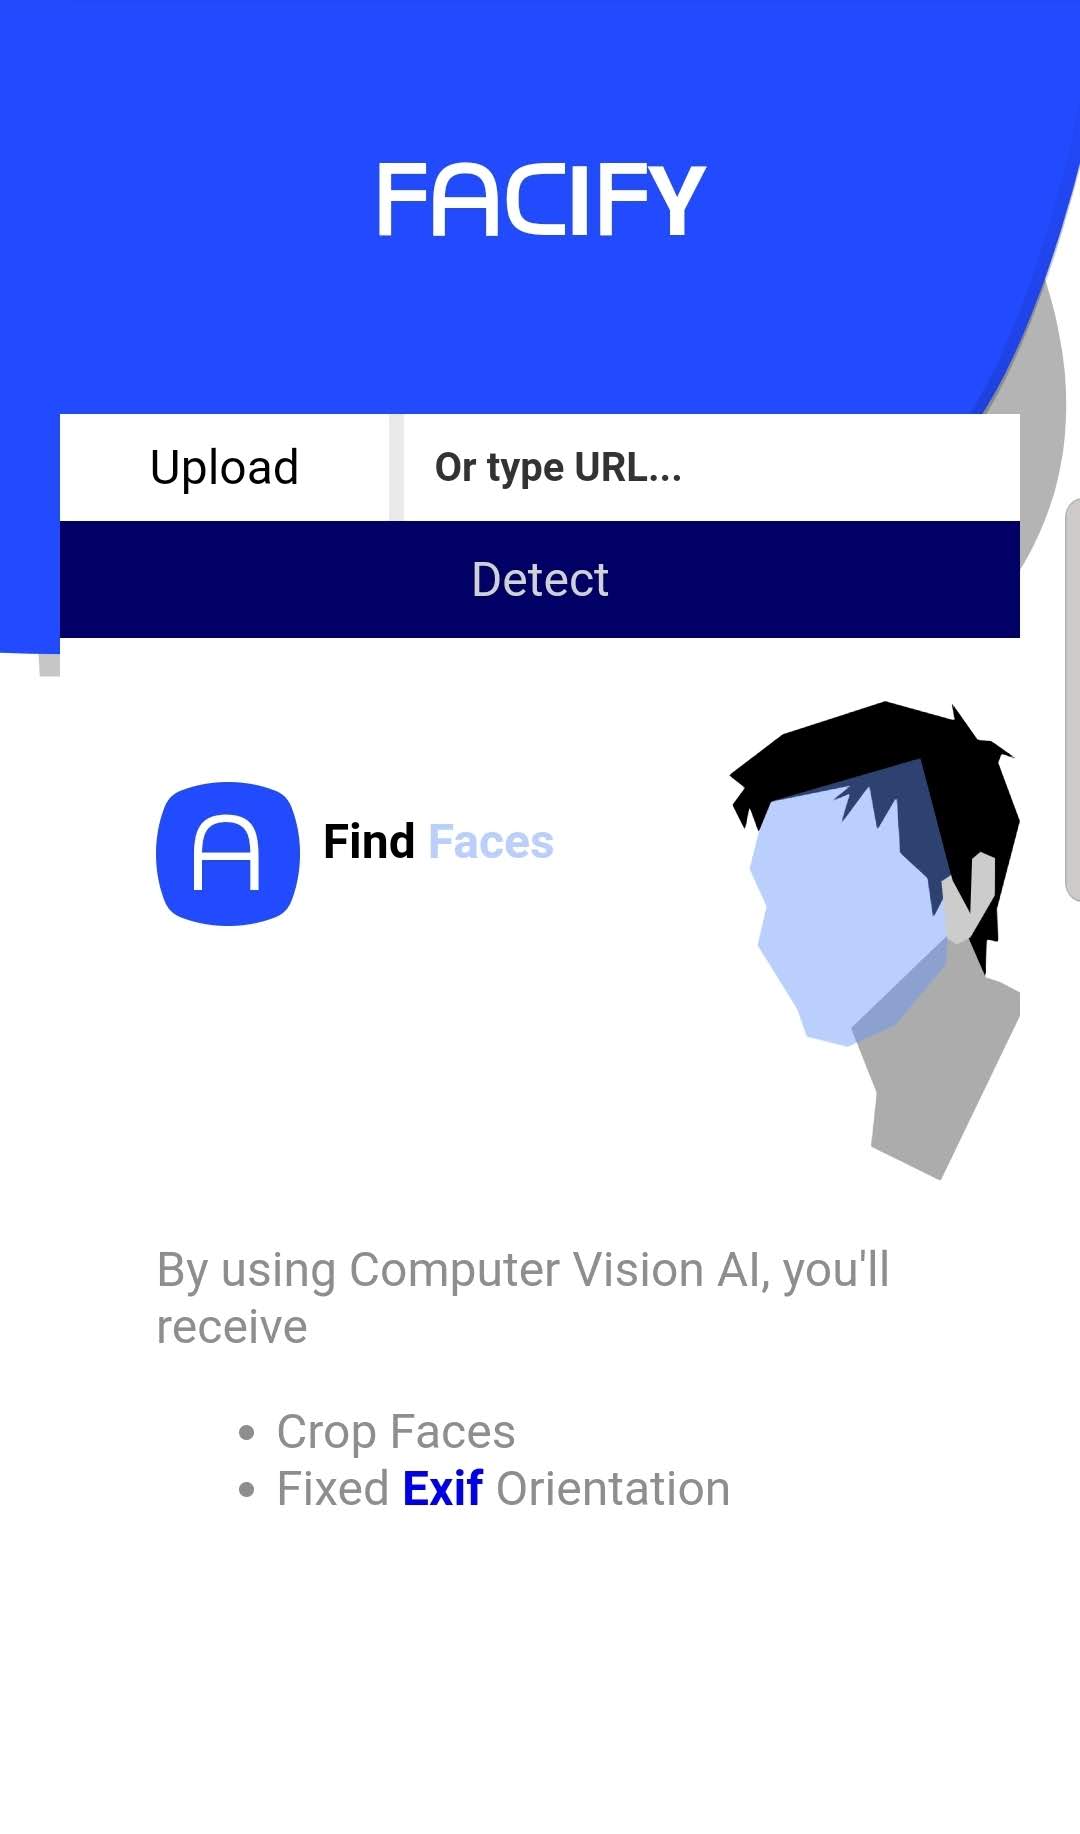 FACIFY
Upload
Or type URL...
Detect
A
Find Faces
By using Computer Vision AI, you'll
receive
• Crop Faces
• Fixed Exif Orientation